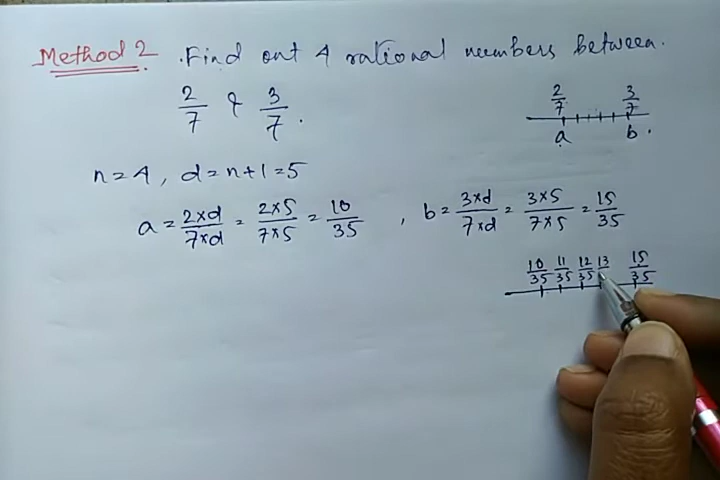 Method 2 . Find out 4 rational numbers between.
2/7 & 3/7.
2/7 3/7
a b.
n=4, d=n+1=5
a = 2×d/7×d = 2×5/7×5 = 10/35 , b = 3×d/7×d = 3×5/7×5 = 15/35
10/35 11/35 12/35 13 15/35